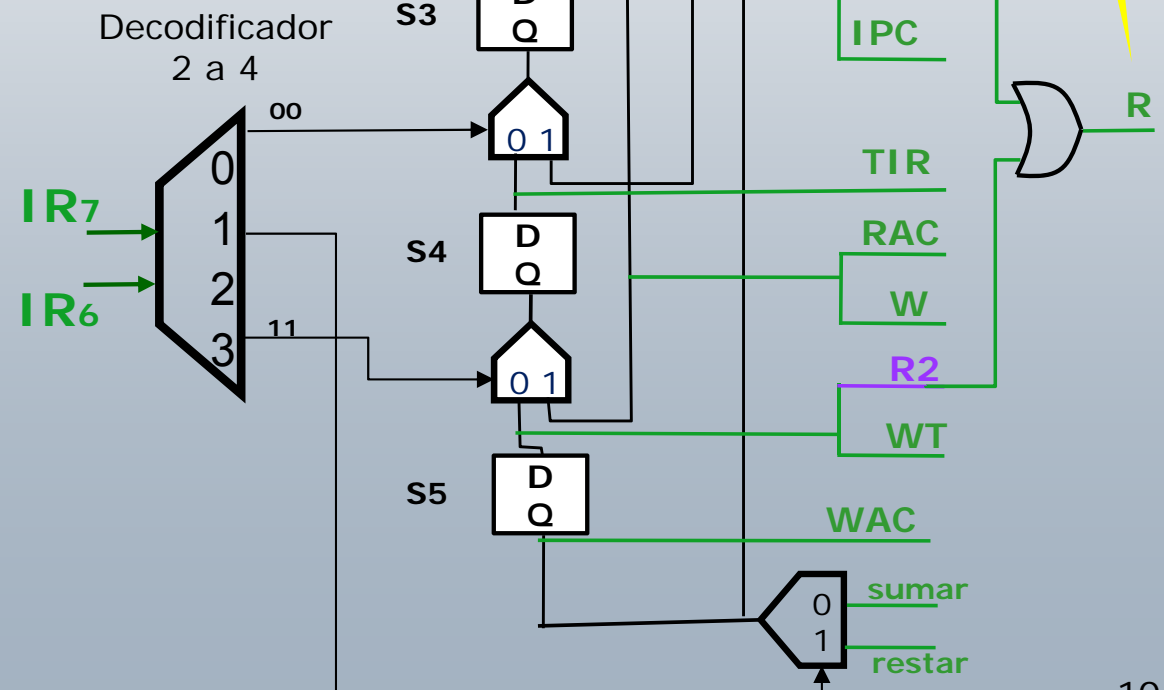 Decodificador
2 a 4
S3
D
Q
IPC
00
R
0 1
0
TIR
IR7
1
RAC
S4
D
Q
2
W
IR6
11
3
0 1
R2
WT
S5
D
Q
WAC
sumar
0
1
restar